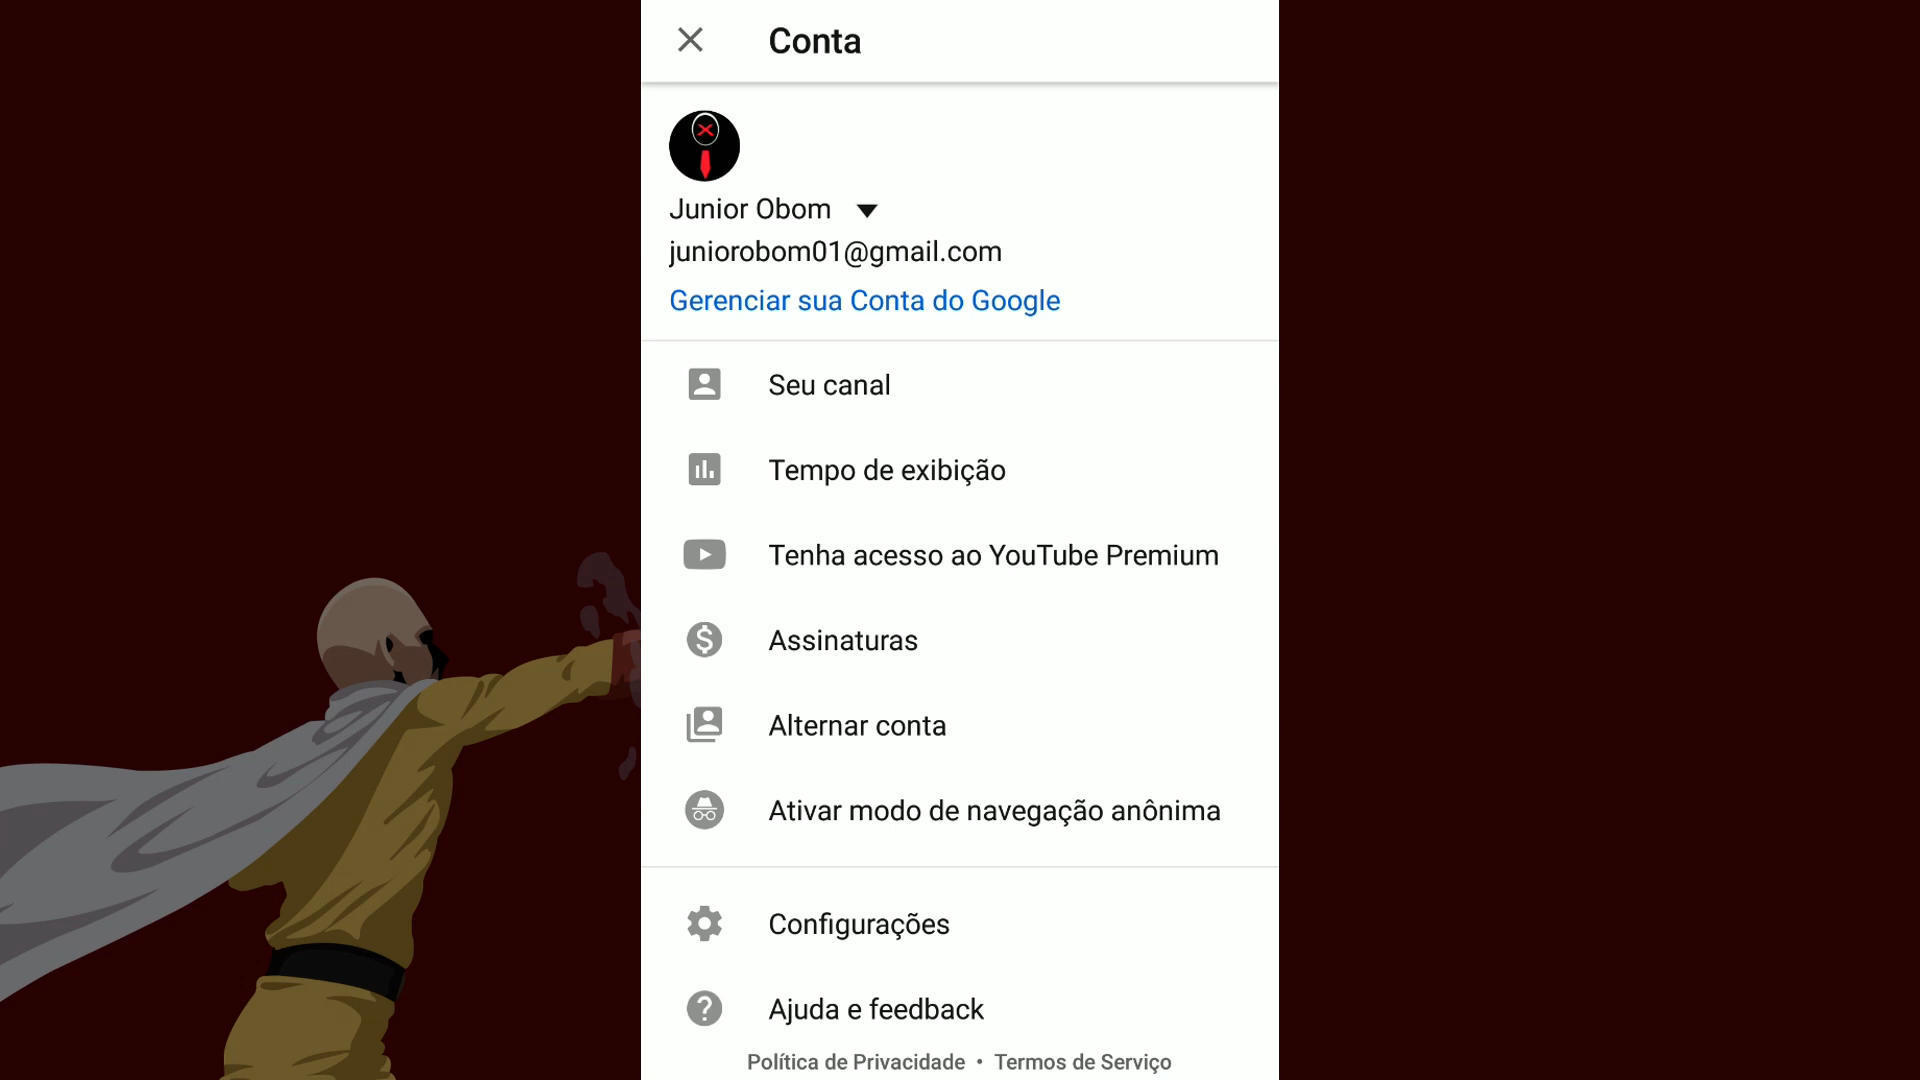 Conta
Junior Obom
juniorobom01@gmail.com
Gerenciar sua Conta do Google
Seu canal
Tempo de exibição
Tenha acesso ao YouTube Premium
Assinaturas
Alternar conta
Ativar modo de navegação anônima
Configurações
Ajuda e feedback
Política de Privacidade • Termos de Serviço